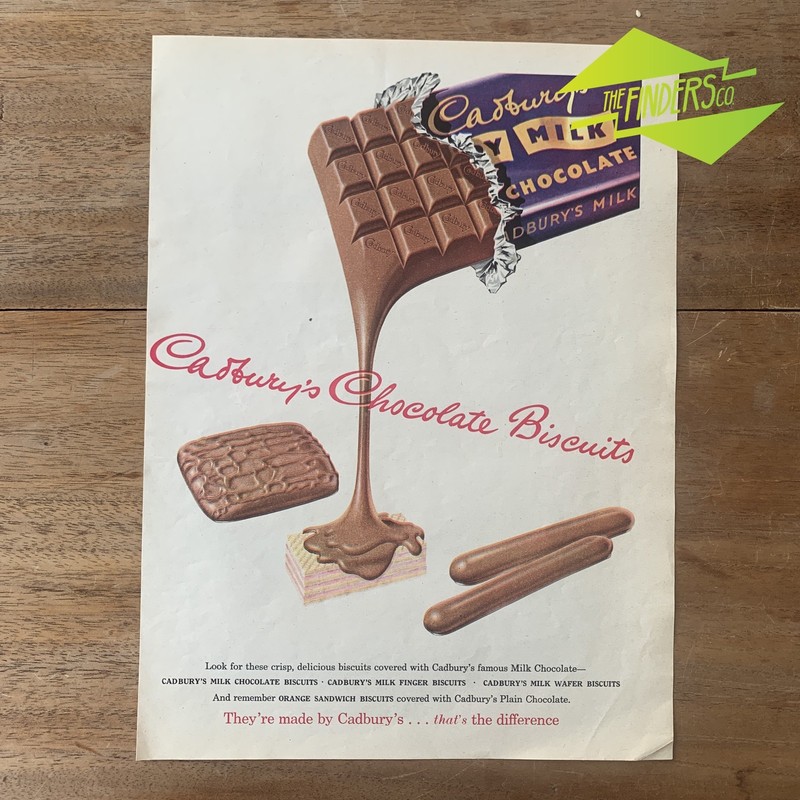 THE FINDERS CO.
Cadbury's
Y MILK
CHOCOLATE
DBURY'S MILK
Cadbury's Chocolate Biscuits
Look for these crisp, delicious biscuits covered with Cadbury's famous Milk Chocolate—
CADBURY'S MILK CHOCOLATE BISCUITS · CADBURY'S MILK FINGER BISCUITS · CADBURY'S MILK WAFER BISCUITS
And remember ORANGE SANDWICH BISCUITS covered with Cadbury's Plain Chocolate.
They're made by Cadbury's . . . that's the difference